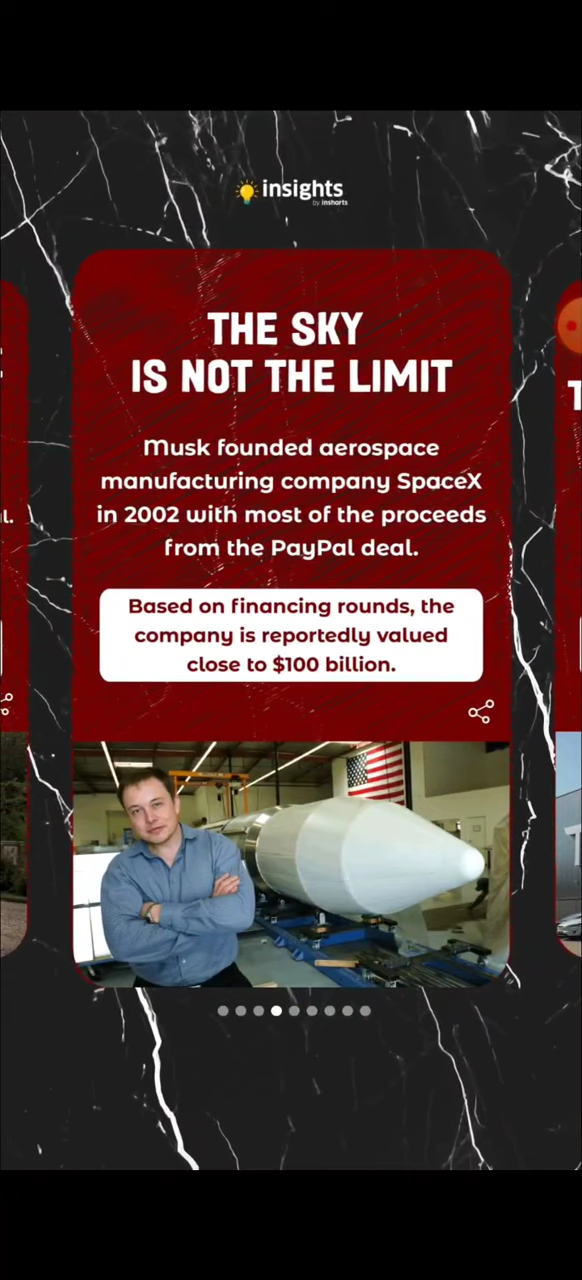 insights
by inshorts
THE SKY
IS NOT THE LIMIT
Musk founded aerospace
manufacturing company SpaceX
in 2002 with most of the proceeds
from the PayPal deal.
Based on financing rounds, the
company is reportedly valued
close to $100 billion.